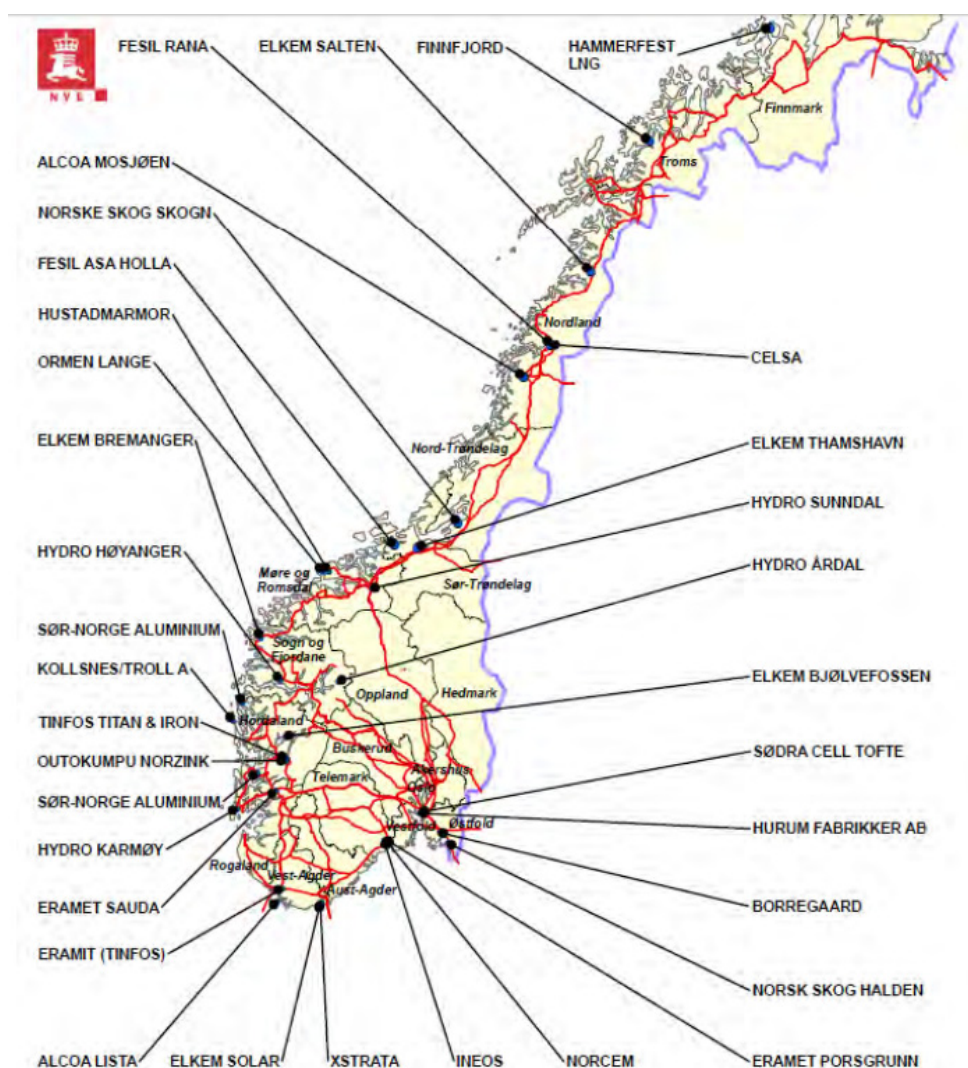 FESIL RANA
ELKEM SALTEN
FINNFJORD
HAMMERFEST
LNG
NVE
Finnmark
ALCOA MOSJØEN
Troms
NORSKE SKOG SKOGN
FESIL ASA HOLLA
HUSTADMARMOR
Nordland
ORMEN LANGE
CELSA
ELKEM BREMANGER
Nord-Trøndelag
ELKEM THAMSHAVN
HYDRO SUNNDAL
HYDRO HØYANGER
Møre og
Romsdal
Sør-Trøndelag
HYDRO ÅRDAL
SØR-NORGE ALUMINIUM
Sogn og
Fjordane
KOLLSNES/TROLL A
Oppland
Hedmark
ELKEM BJØLVEFOSSEN
TINFOS TITAN & IRON
Hordaland
Buskerud
SØDRA CELL TOFTE
OUTOKUMPU NORZINK
Telemark
Akershus
Oslo
SØR-NORGE ALUMINIUM
Vestfold
Østfold
HURUM FABRIKKER AB
HYDRO KARMØY
Rogaland
Vest-Agder
Aust-Agder
ERAMET SAUDA
BORREGAARD
ERAMIT (TINFOS)
NORSK SKOG HALDEN
ALCOA LISTA
ELKEM SOLAR
XSTRATA
INEOS
NORCEM
ERAMET PORSGRUNN